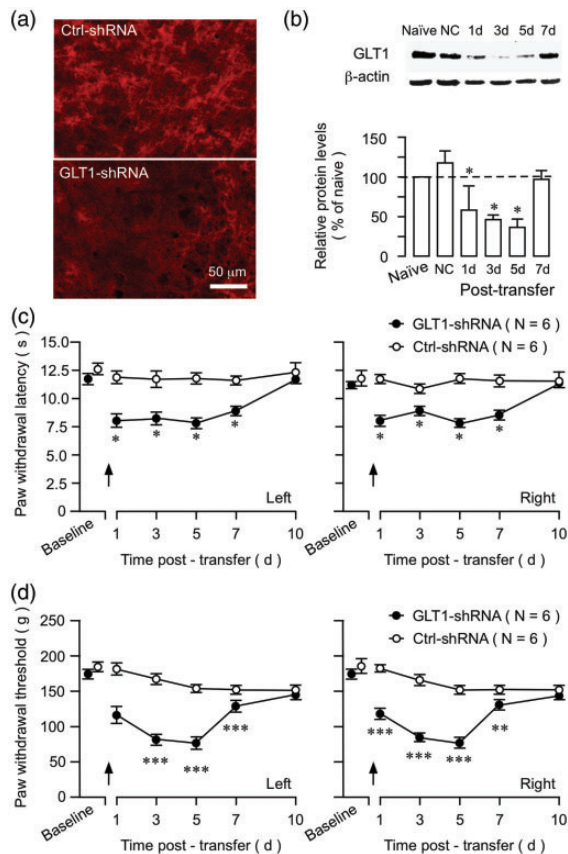 (a)
Ctrl-shRNA
GLT1-shRNA
50 μm
(b)
Naïve NC 1d 3d 5d 7d
GLT1
β-actin
Relative protein levels
( % of naive )
150
125
100
50
0
* * *
Naïve NC 1d 3d 5d 7d
Post-transfer
(c)
GLT1-shRNA ( N = 6 )
Ctrl-shRNA ( N = 6 )
Paw withdrawal latency ( s )
15.0
12.5
10.0
7.5
5.0
2.5
0
* * * *
Left
Baseline 1 3 5 7 10
Time post - transfer ( d )
* * * *
Right
Baseline 1 3 5 7 10
Time post - transfer ( d )
(d)
GLT1-shRNA ( N = 6 )
Ctrl-shRNA ( N = 6 )
Paw withdrawal threshold ( g )
250
200
150
100
50
0
*** *** ***
Left
Baseline 1 3 5 7 10
Time post - transfer ( d )
*** *** *** **
Right
Baseline 1 3 5 7 10
Time post - transfer ( d )